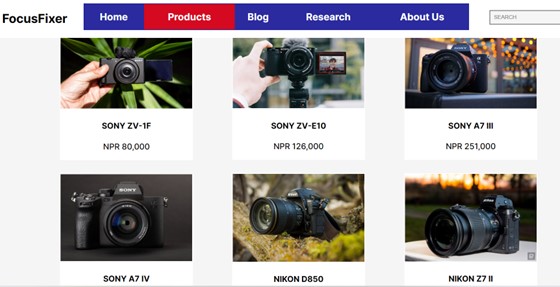 FocusFixer
Home
Products
Blog
Research
About Us
SEARCH
SONY ZV-1F
SONY ZV-E10
SONY A7 III
NPR 80,000
NPR 126,000
NPR 251,000
SONY
SONY A7 IV
NIKON D850
NIKON Z7 II